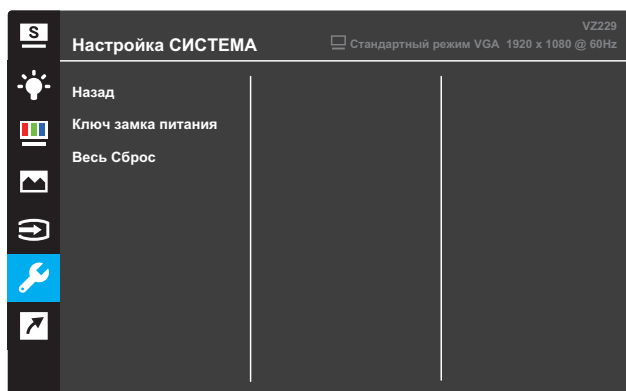 S
VZ229
Настройка СИСТЕМА
Стандартный режим VGA 1920 x 1080 @ 60Hz
Назад
Ключ замка питания
Весь Сброс